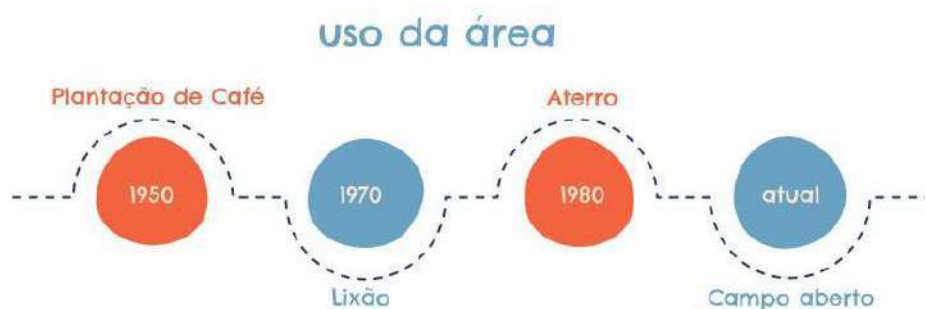 uso da área
Plantação de Café
Aterro
1950
1970
1980
atual
Lixão
Campo aberto